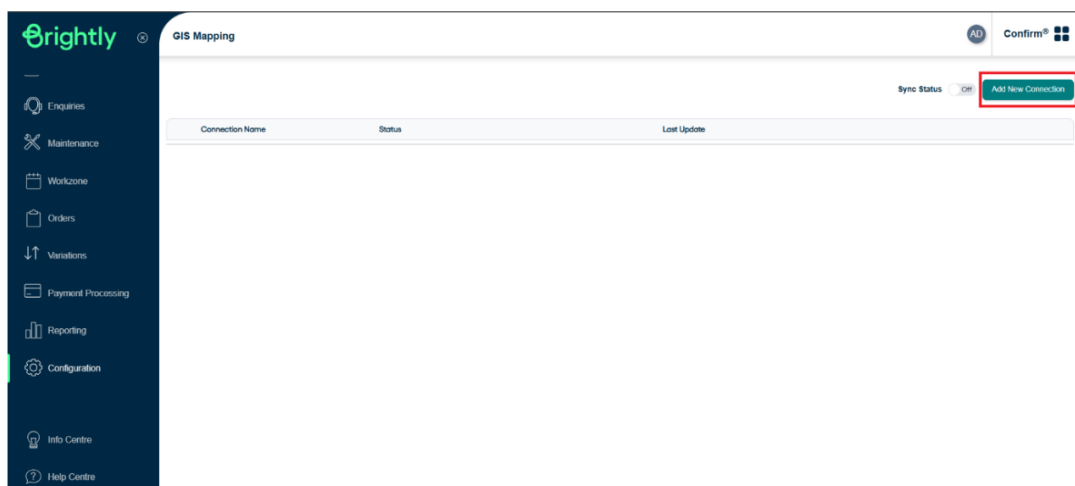 Brightly
GIS Mapping
AD
Confirm®
Sync Status Off Add New Connection
Connection Name Status Last Update
Enquiries
Maintenance
Workzone
Orders
Variations
Payment Processing
Reporting
Configuration
Info Centre
Help Centre